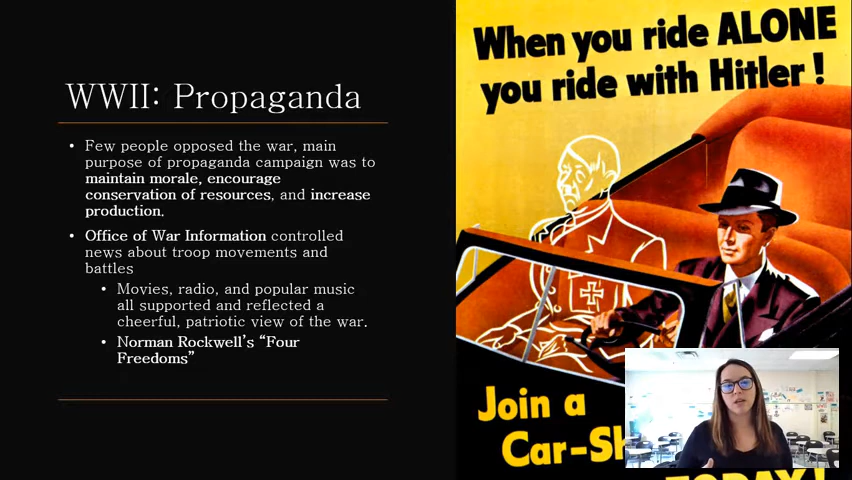 WWII: Propaganda
• Few people opposed the war, main
purpose of propaganda campaign was to
maintain morale, encourage
conservation of resources, and increase
production.
• Office of War Information controlled
news about troop movements and
battles
• Movies, radio, and popular music
all supported and reflected a
cheerful, patriotic view of the war.
• Norman Rockwell's “Four
Freedoms”
When you ride ALONE
you ride with Hitler!
Join a
TODAY!